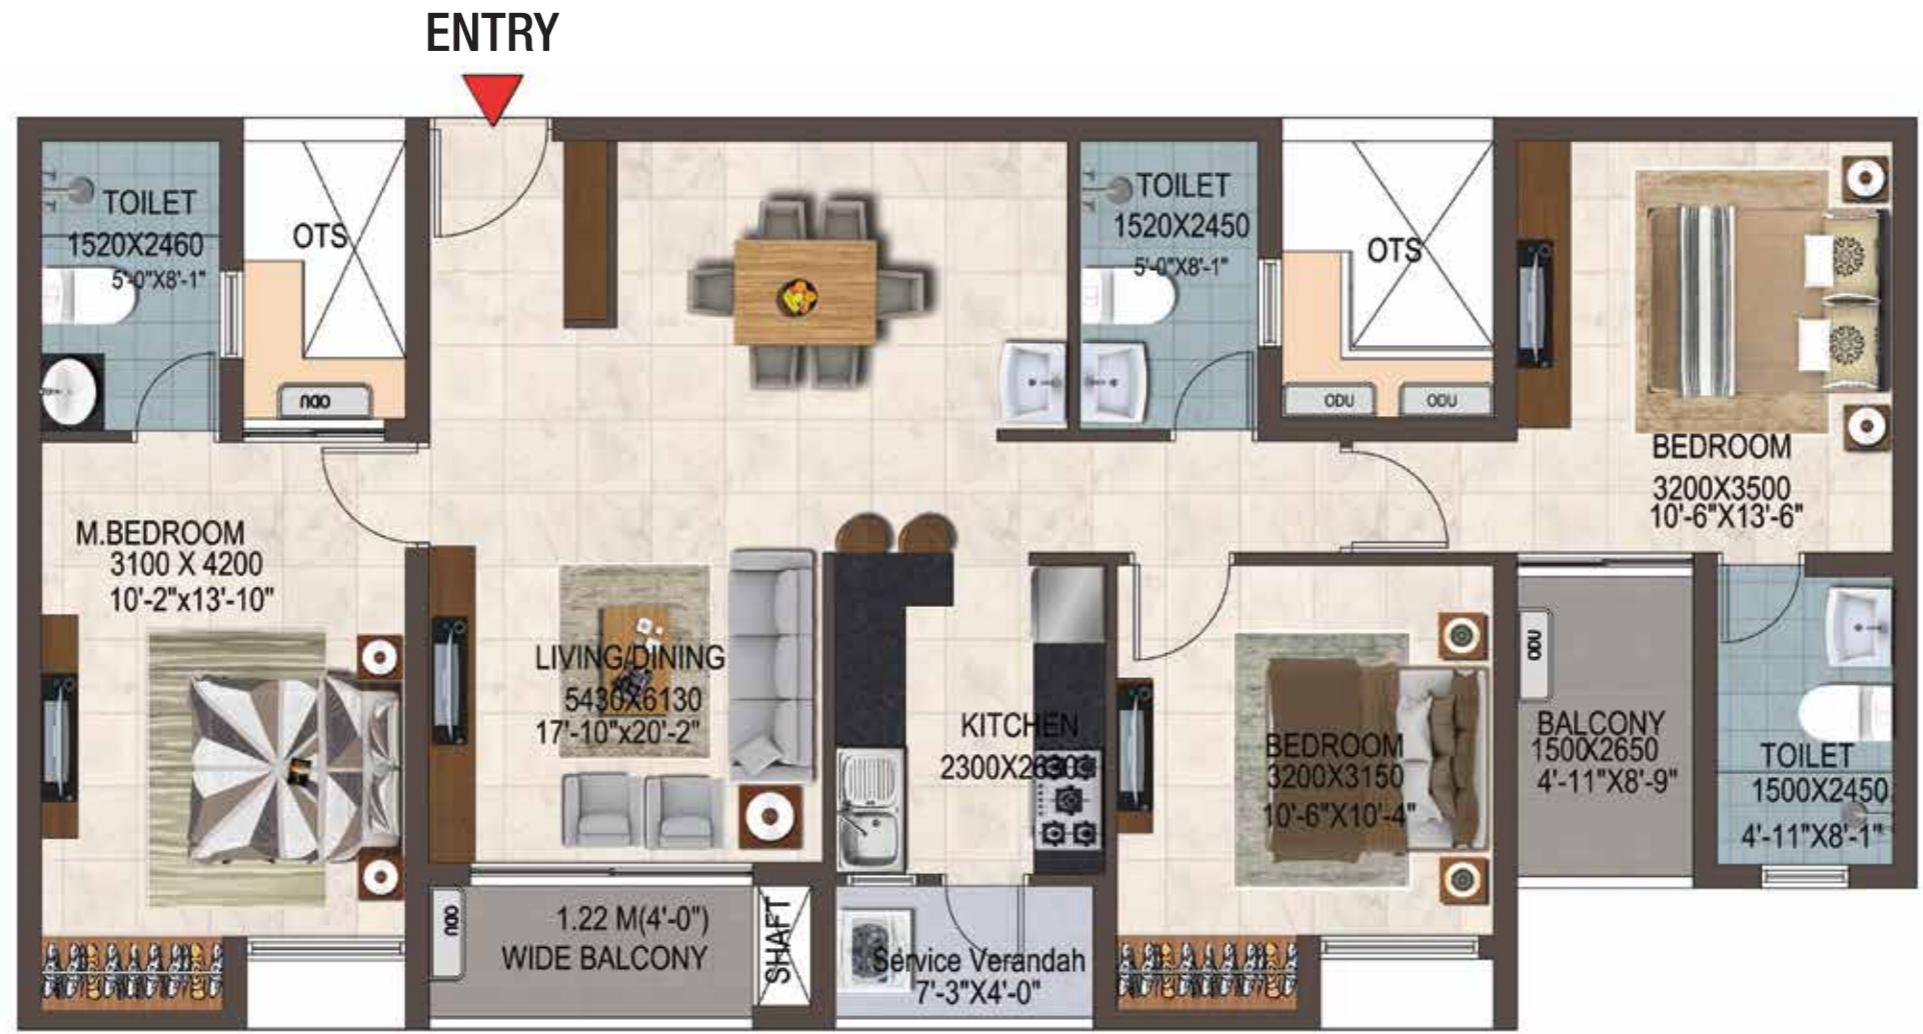 ENTRY
TOILET
1520X2460
5'-0"X8'-1"
OTS
ODU
TOILET
1520X2450
5'-0"X8'-1"
OTS
ODU
ODU
BEDROOM
3200X3500
10'-6"X13'-6"
M.BEDROOM
3100 X 4200
10'-2"x13'-10"
LIVING/DINING
5430X6130
17'-10"x20'-2"
KITCHEN
BEDROOM
3200X3150
10'-6"X10'-4"
ODU
BALCONY
1500X2650
4'-11"X8'-9"
TOILET
1500X2450
4'-11"X8'-1"
ODU
1.22 M(4'-0")
WIDE BALCONY
SHAFT
Service Verandah
7'-3"X4'-0"